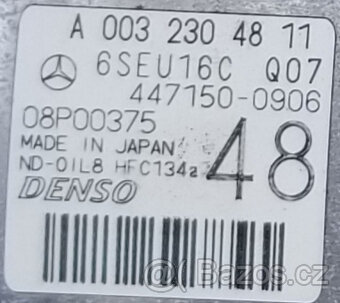 A 003 230 48 11
6SEU16C Q07
447150-0906
08P00375
MADE IN JAPAN
ND-OIL8 HFC134a
48
DENSO
Bazos.cz